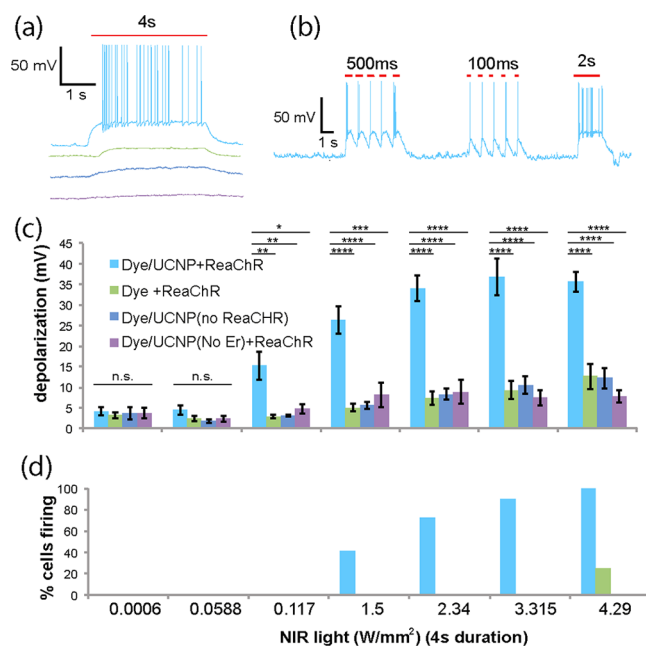 (a)
4s
50 mV
1 s
(b)
500ms
100ms
2s
50 mV
1 s
(c)
depolarization (mV)
45
40
35
30
25
20
15
10
5
0
Dye/UCNP+ReaChR
Dye +ReaChR
Dye/UCNP(no ReaCHR)
Dye/UCNP(No Er)+ReaChR
n.s.
n.s.
*
**
**
***
****
****
****
****
****
****
****
****
****
****
****
(d)
% cells firing
100
80
60
40
20
0
0.0006 0.0588 0.117 1.5 2.34 3.315 4.29
NIR light (W/mm²) (4s duration)